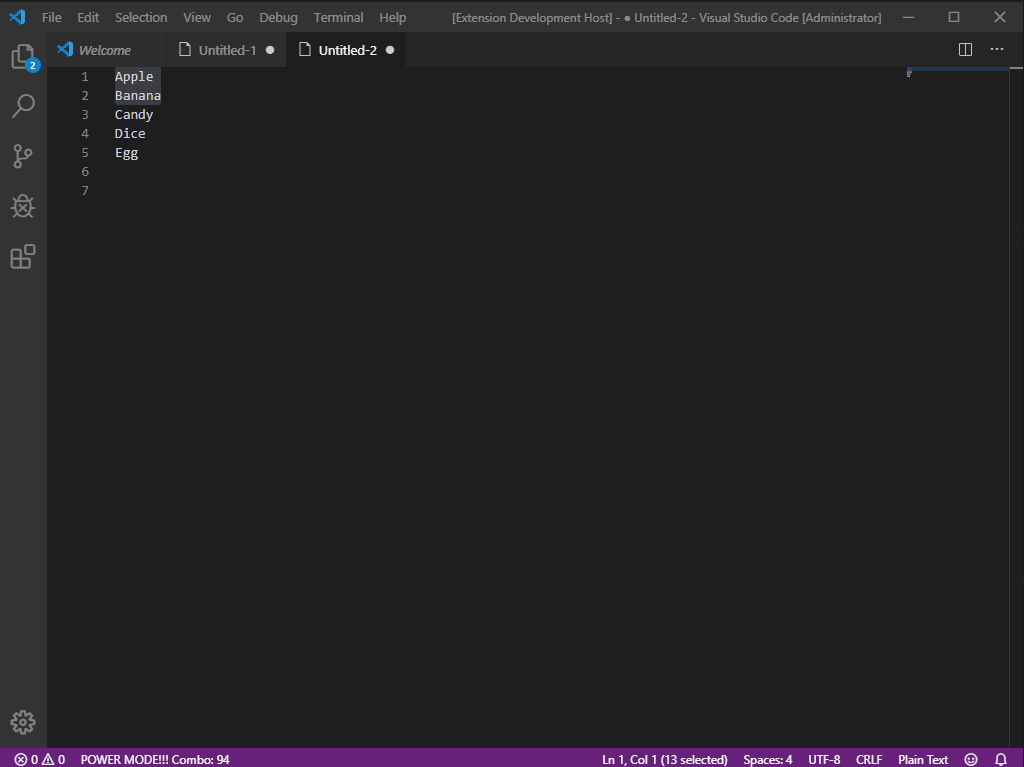 File Edit Selection View Go Debug Terminal Help [Extension Development Host] - ● Untitled-2 - Visual Studio Code [Administrator]
Welcome Untitled-1 Untitled-2
2
1 Apple
2 Banana
3 Candy
4 Dice
5 Egg
6
7
0 0 POWER MODE!!! Combo: 94 Ln 1, Col 1 (13 selected) Spaces: 4 UTF-8 CRLF Plain Text